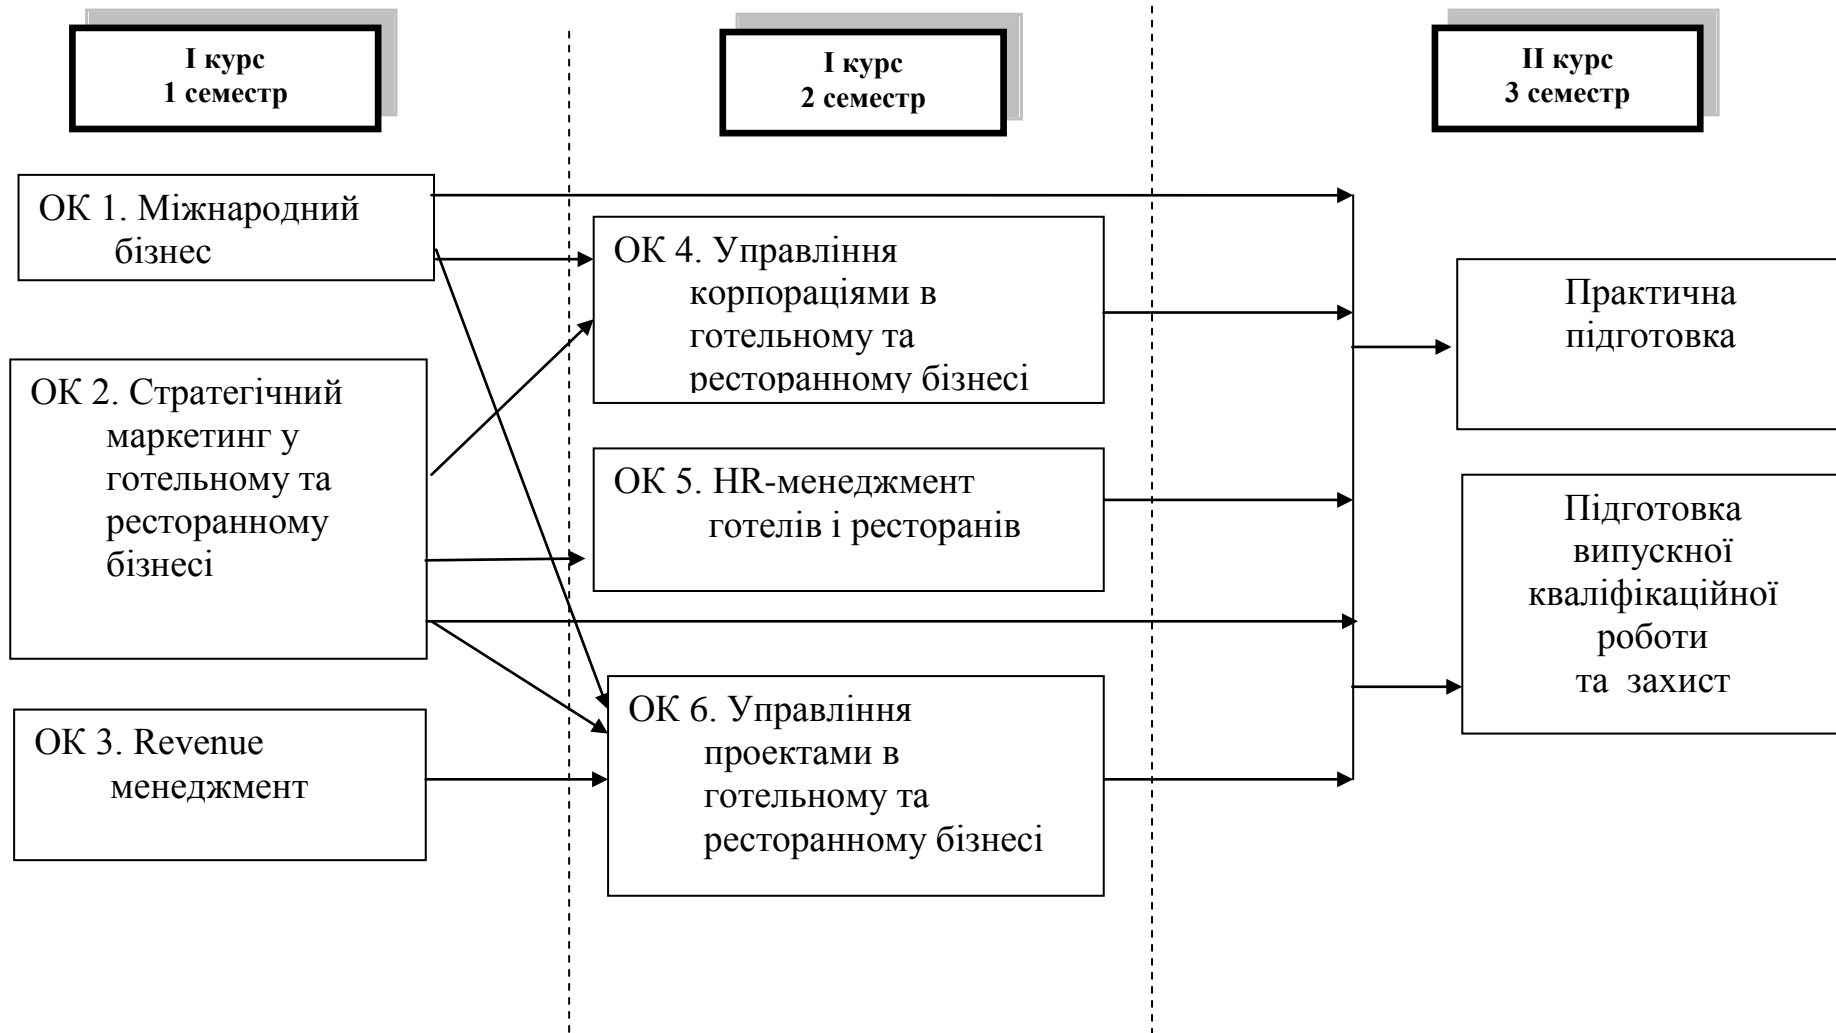 І курс
1 семестр
І курс
2 семестр
ІІ курс
3 семестр
ОК 1. Міжнародний
бізнес
ОК 2. Стратегічний
маркетинг у
готельному та
ресторанному
бізнесі
ОК 3. Revenue
менеджмент
ОК 4. Управління
корпораціями в
готельному та
ресторанному бізнесі
ОК 5. HR-менеджмент
готелів і ресторанів
ОК 6. Управління
проектами в
готельному та
ресторанному бізнесі
Практична
підготовка
Підготовка
випускної
кваліфікаційної
роботи
та захист